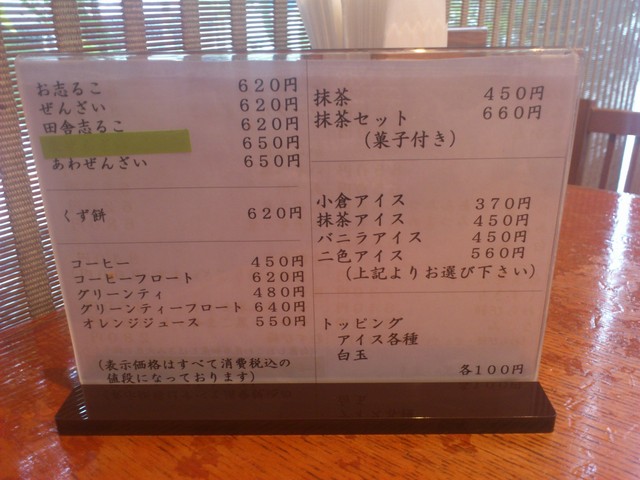 お志るこ 620円
ぜんざい 620円
田舎志るこ 620円
650円
あわぜんざい 650円
くず餅 620円
コーヒー 450円
コーヒーフロート 620円
グリーンティ 480円
グリーンティーフロート 640円
オレンジジュース 550円
(表示価格はすべて消費税込の
値段になっております)
抹茶 450円
抹茶セット 660円
(菓子付き)
小倉アイス 370円
抹茶アイス 450円
バニラアイス 450円
二色アイス 560円
(上記よりお選び下さい)
トッピング
アイス各種
白玉
各100円